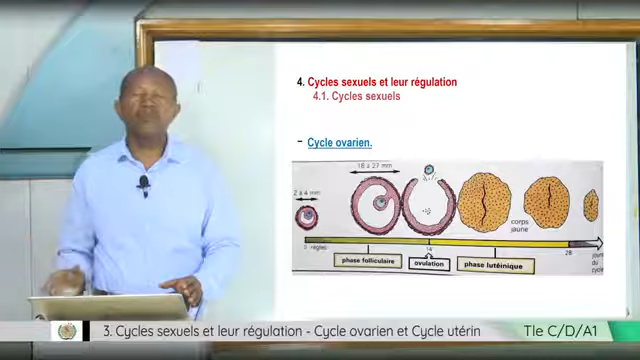 4. Cycles sexuels et leur régulation
4.1. Cycles sexuels
- Cycle ovarien.
18 à 27 mm
2 à 4 mm
corps
jaune
0 règles
14
28
jours
du
cycle
phase folliculaire
ovulation
phase lutéinique
3. Cycles sexuels et leur régulation - Cycle ovarien et Cycle utérin
Tle C/D/A1